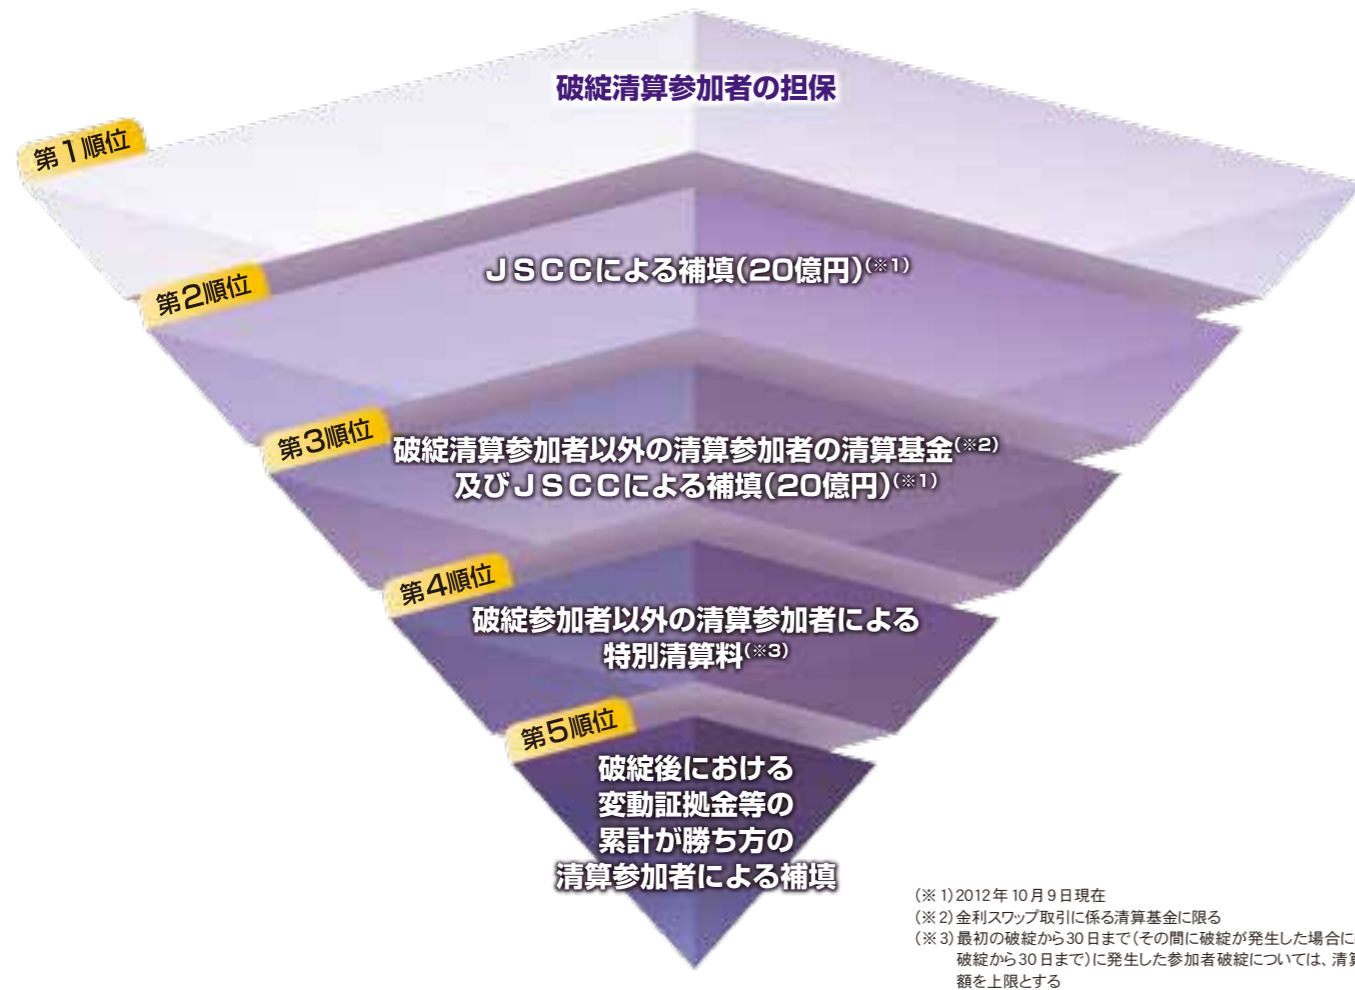 破綻清算参加者の担保
第1順位
第2順位
JSCCによる補填(20億円)(※1)
第3順位
破綻清算参加者以外の清算参加者の清算基金(※2)
及びJSCCによる補填(20億円)(※1)
第4順位
破綻参加者以外の清算参加者による
特別清算料(※3)
第5順位
破綻後における
変動証拠金等の
累計が勝ち方の
清算参加者による補填
(※1)2012年10月9日現在
(※2)金利スワップ取引に係る清算基金に限る
(※3)最初の破綻から30日まで(その間に破綻が発生した場合に
破綻から30日まで)に発生した参加者破綻については、清算
額を上限とする